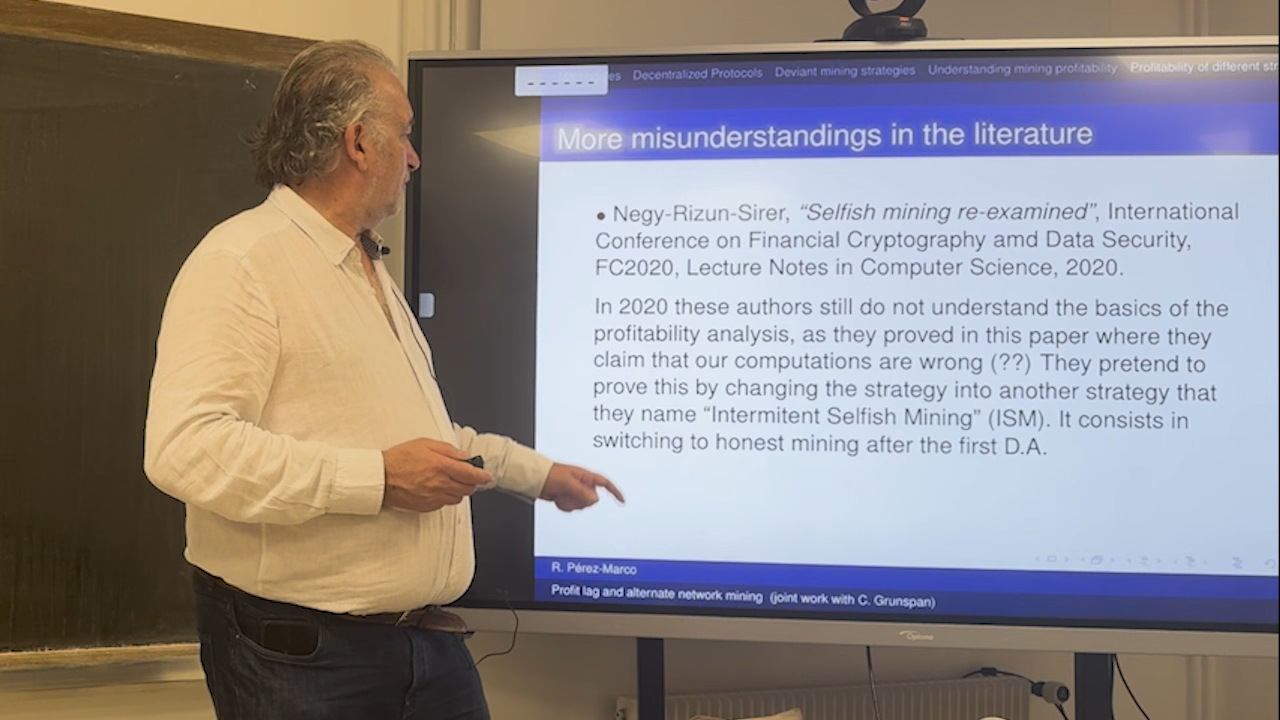 es Decentralized Protocols Deviant mining strategies Understanding mining profitability Profitability of different str
More misunderstandings in the literature
• Negy-Rizun-Sirer, “Selfish mining re-examined”, International
Conference on Financial Cryptography amd Data Security,
FC2020, Lecture Notes in Computer Science, 2020.
In 2020 these authors still do not understand the basics of the
profitability analysis, as they proved in this paper where they
claim that our computations are wrong (??) They pretend to
prove this by changing the strategy into another strategy that
they name “Intermitent Selfish Mining” (ISM). It consists in
switching to honest mining after the first D.A.
R. Pérez-Marco
Profit lag and alternate network mining (joint work with C. Grunspan)
Optoma